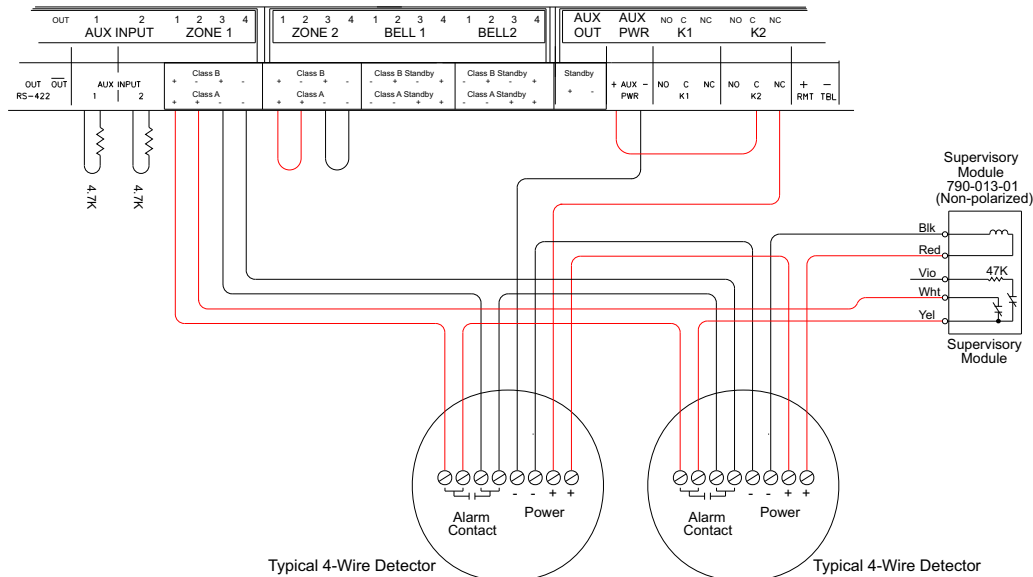 OUT 1 2 1 2 3 4 1 2 3 4 1 2 3 4 1 2 3 4 AUX AUX NO C NC NO C NC
AUX INPUT ZONE 1 ZONE 2 BELL 1 BELL2 OUT PWR K1 K2
OUT OUT AUX INPUT Class B Class B Class B Standby Class B Standby Standby + AUX - NO C NC NO C NC + -
+ - + - + - + - - + - + - + - +
RS-422 1 2 Class A Class A Class A Standby Class A Standby + - PWR K1 K2 RMT TBL
+ + - - + + - - - - + + - - + +
4.7K 4.7K
Supervisory
Module
790-013-01
(Non-polarized)
Blk
Red
Vio 47K
Wht
Yel
Supervisory
Module
- - + + - - + +
Alarm Power Alarm Power
Contact Contact
Typical 4-Wire Detector Typical 4-Wire Detector